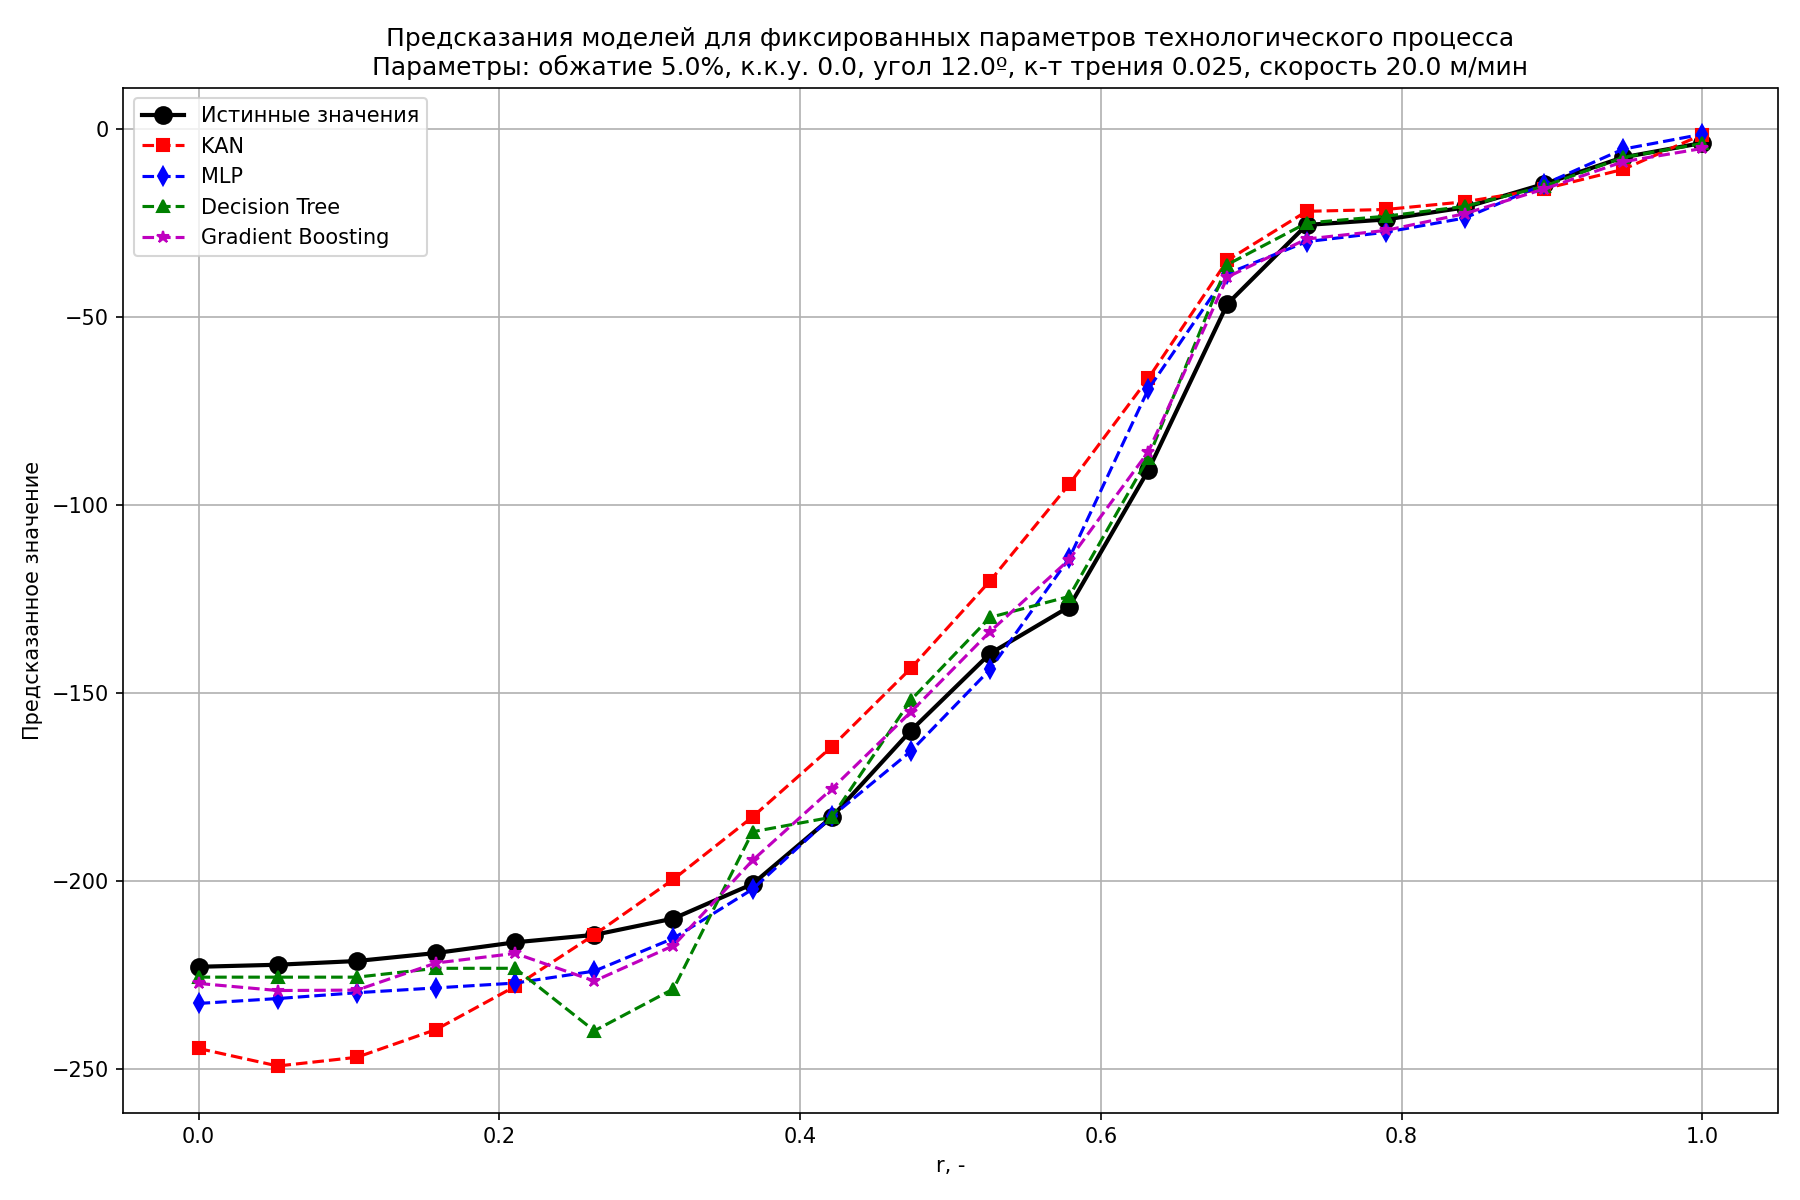 Предсказания моделей для фиксированных параметров технологического процесса
Параметры: обжатие 5.0%, к.к.у. 0.0, угол 12.0º, к-т трения 0.025, скорость 20.0 м/мин
Истинные значения
KAN
MLP
Decision Tree
Gradient Boosting
Предсказанное значение
0
−50
−100
−150
−200
−250
0.0 0.2 0.4 0.6 0.8 1.0
r, -